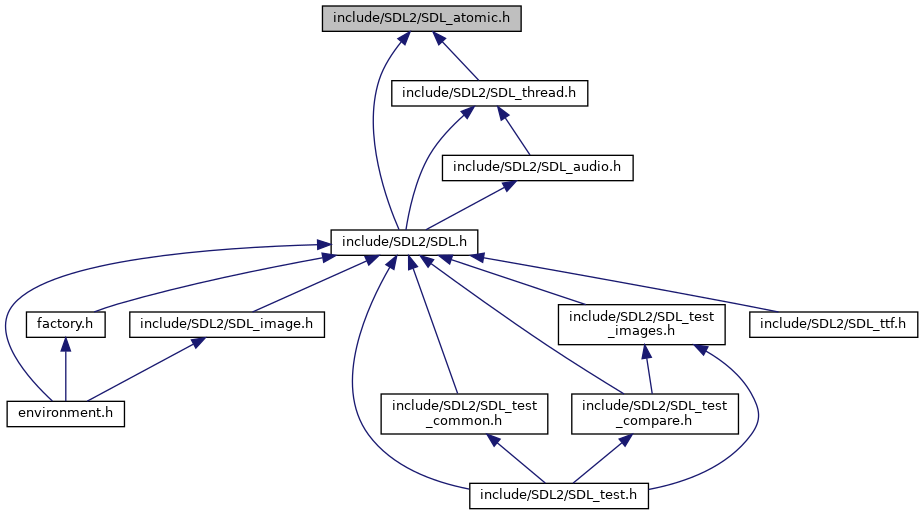 include/SDL2/SDL_atomic.h
include/SDL2/SDL_thread.h
include/SDL2/SDL_audio.h
include/SDL2/SDL.h
factory.h
include/SDL2/SDL_image.h
include/SDL2/SDL_test
_images.h
include/SDL2/SDL_ttf.h
environment.h
include/SDL2/SDL_test
_common.h
include/SDL2/SDL_test
_compare.h
include/SDL2/SDL_test.h